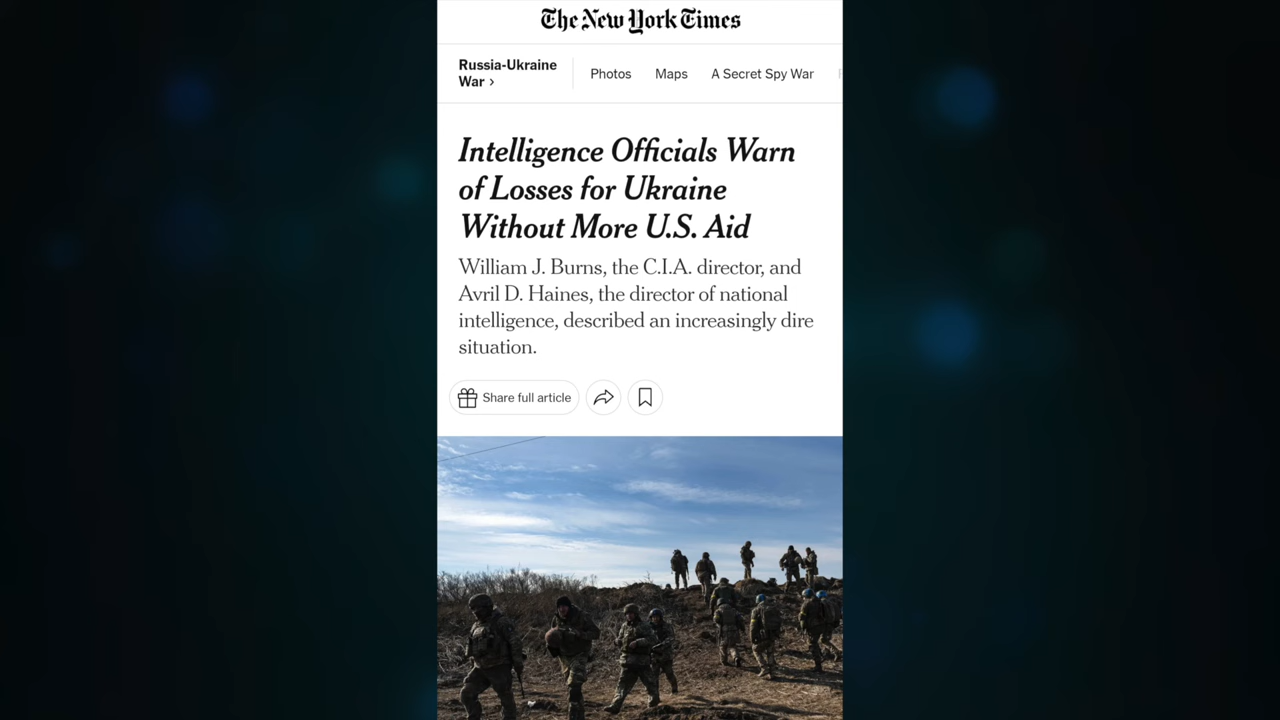 The New York Times
Russia-Ukraine
War ›
Photos
Maps
A Secret Spy War
Intelligence Officials Warn
of Losses for Ukraine
Without More U.S. Aid
William J. Burns, the C.I.A. director, and
Avril D. Haines, the director of national
intelligence, described an increasingly dire
situation.
Share full article